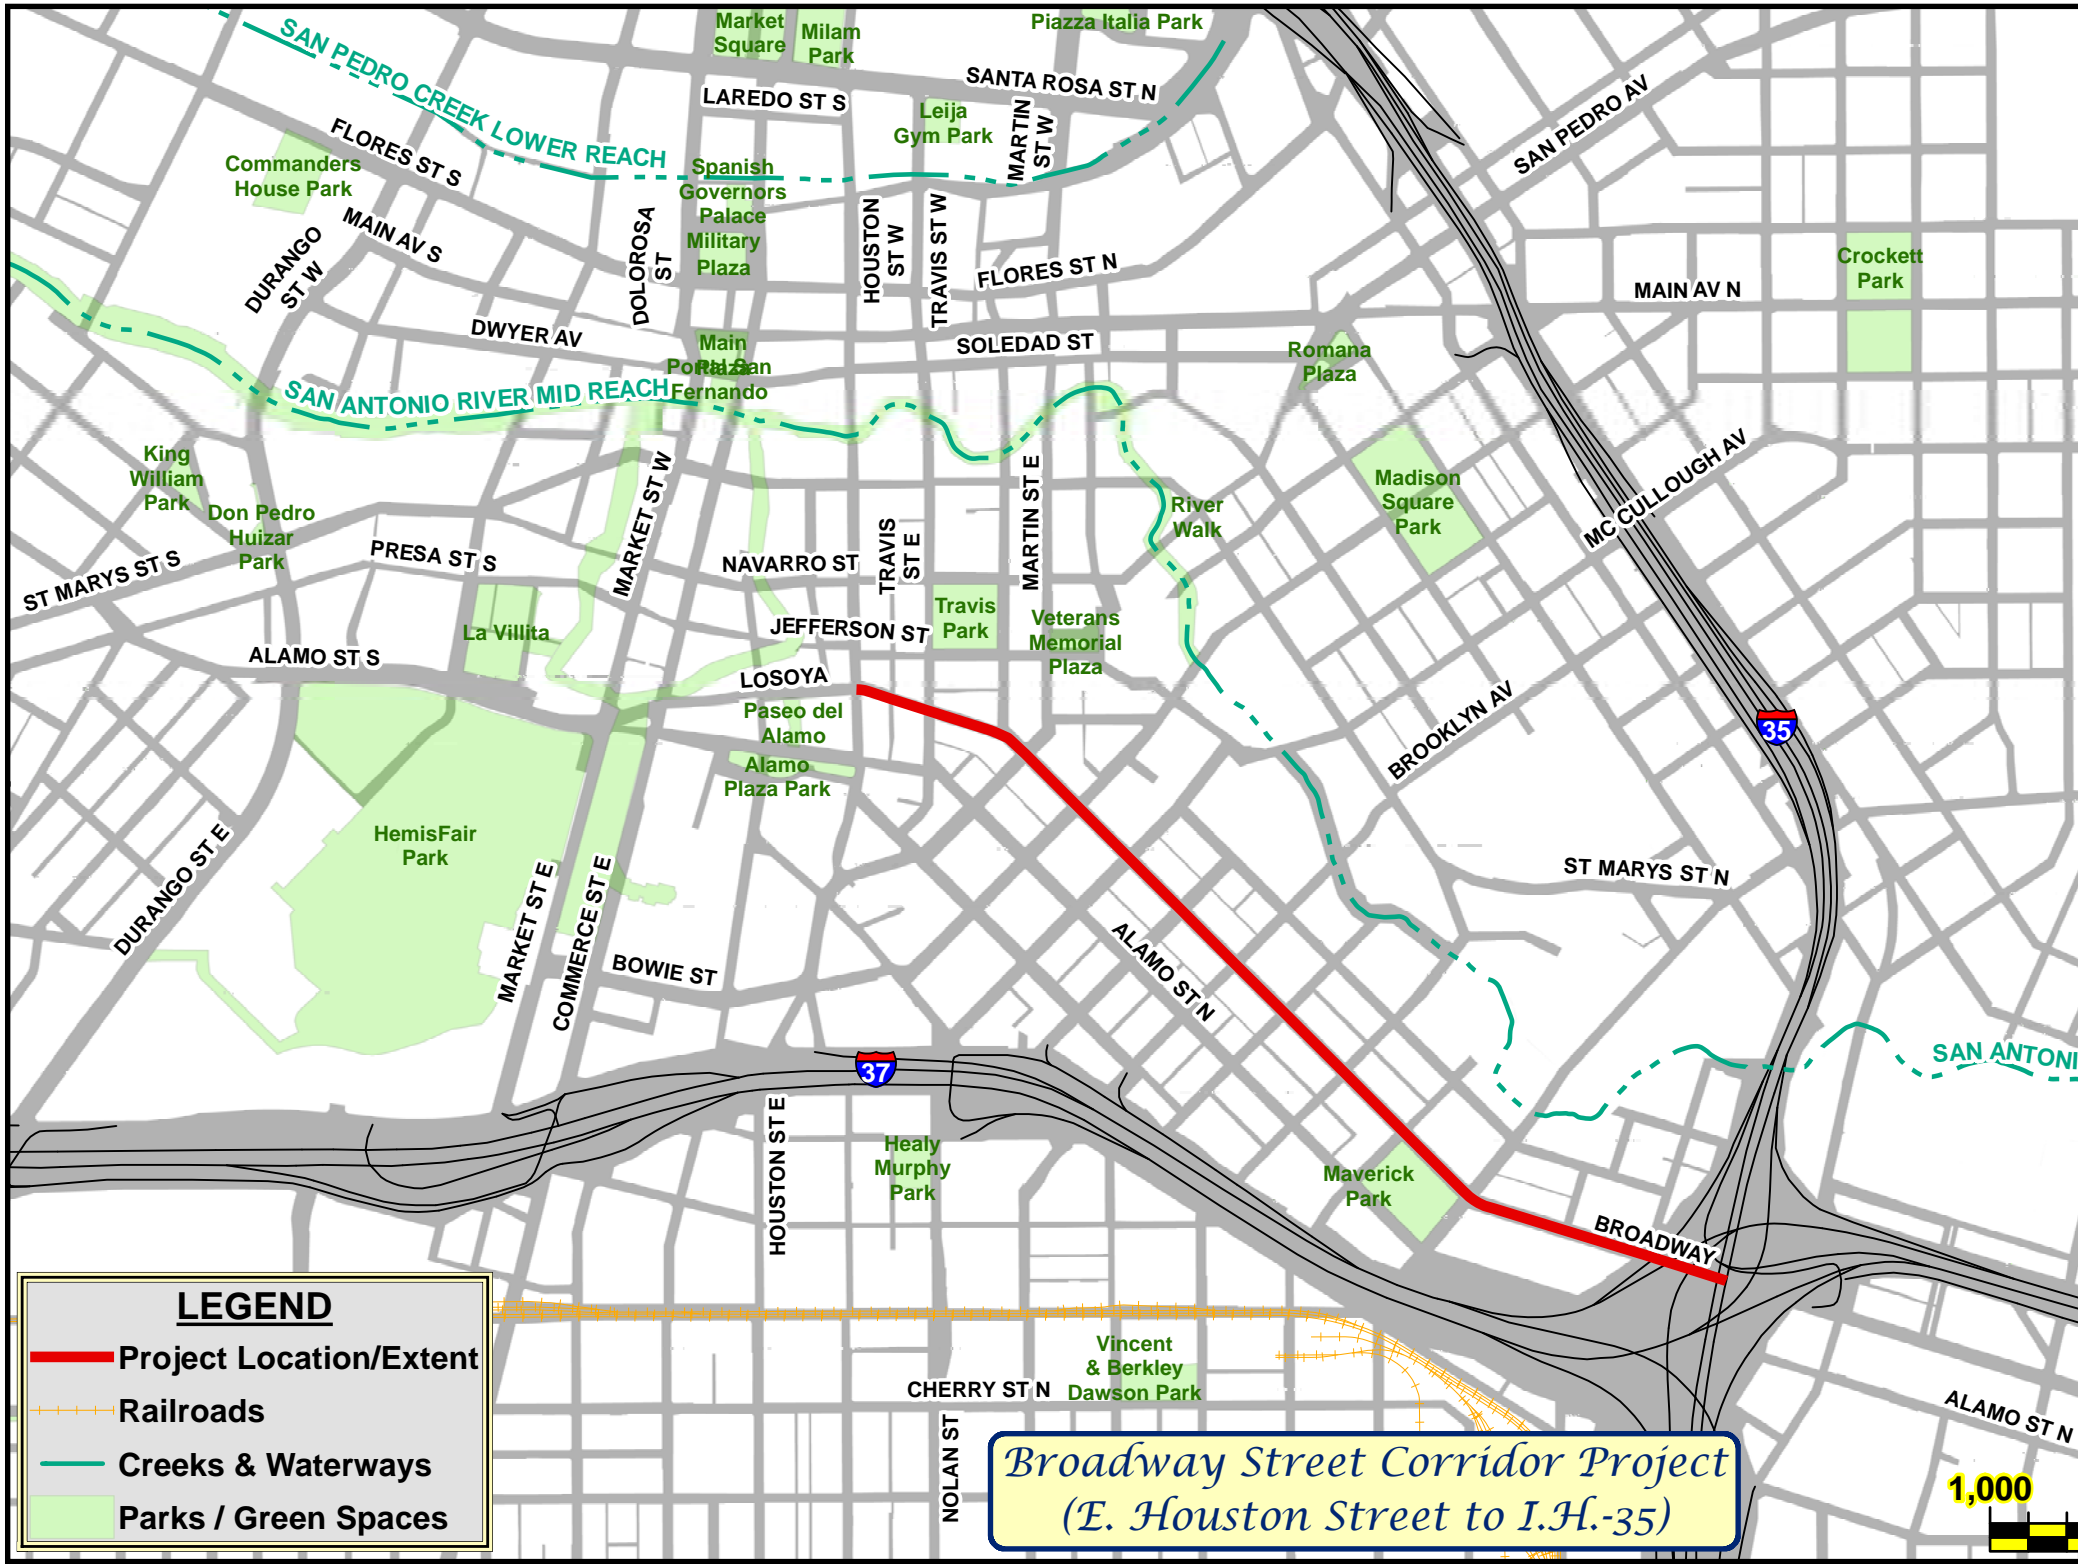 Market
Square
Milam
Park
Piazza Italia Park
SAN PEDRO CREEK LOWER REACH
SANTA ROSA ST N
LAREDO ST S
Leija
Gym Park
MARTIN
ST W
SAN PEDRO AV
FLORES ST S
Commanders
House Park
Spanish
Governors
Palace
Military
Plaza
MAIN AV S
DURANGO
ST W
DOLOROSA
ST
HOUSTON
ST W
TRAVIS ST W
FLORES ST N
Crockett
Park
MAIN AV N
DWYER AV
Main
Plaza
Portal San
Fernando
SOLEDAD ST
Romana
Plaza
SAN ANTONIO RIVER MID REACH
King
William
Park
Don Pedro
Huizar
Park
MARKET ST W
MARTIN ST E
River
Walk
Madison
Square
Park
MC CULLOUGH AV
ST MARYS ST S
PRESA ST S
NAVARRO ST
TRAVIS
ST E
Travis
Park
Veterans
Memorial
Plaza
La Villita
JEFFERSON ST
ALAMO ST S
LOSOYA
Paseo del
Alamo
Alamo
Plaza Park
BROOKLYN AV
35
HemisFair
Park
DURANGO ST E
MARKET ST E
COMMERCE ST E
ST MARYS ST N
BOWIE ST
ALAMO ST N
37
SAN ANTONI
HOUSTON ST E
Healy
Murphy
Park
Maverick
Park
BROADWAY
LEGEND
Project Location/Extent
Railroads
Creeks & Waterways
Parks / Green Spaces
Vincent
& Berkley
Dawson Park
CHERRY ST N
NOLAN ST
ALAMO ST N
Broadway Street Corridor Project
(E. Houston Street to I.H.-35)
1,000